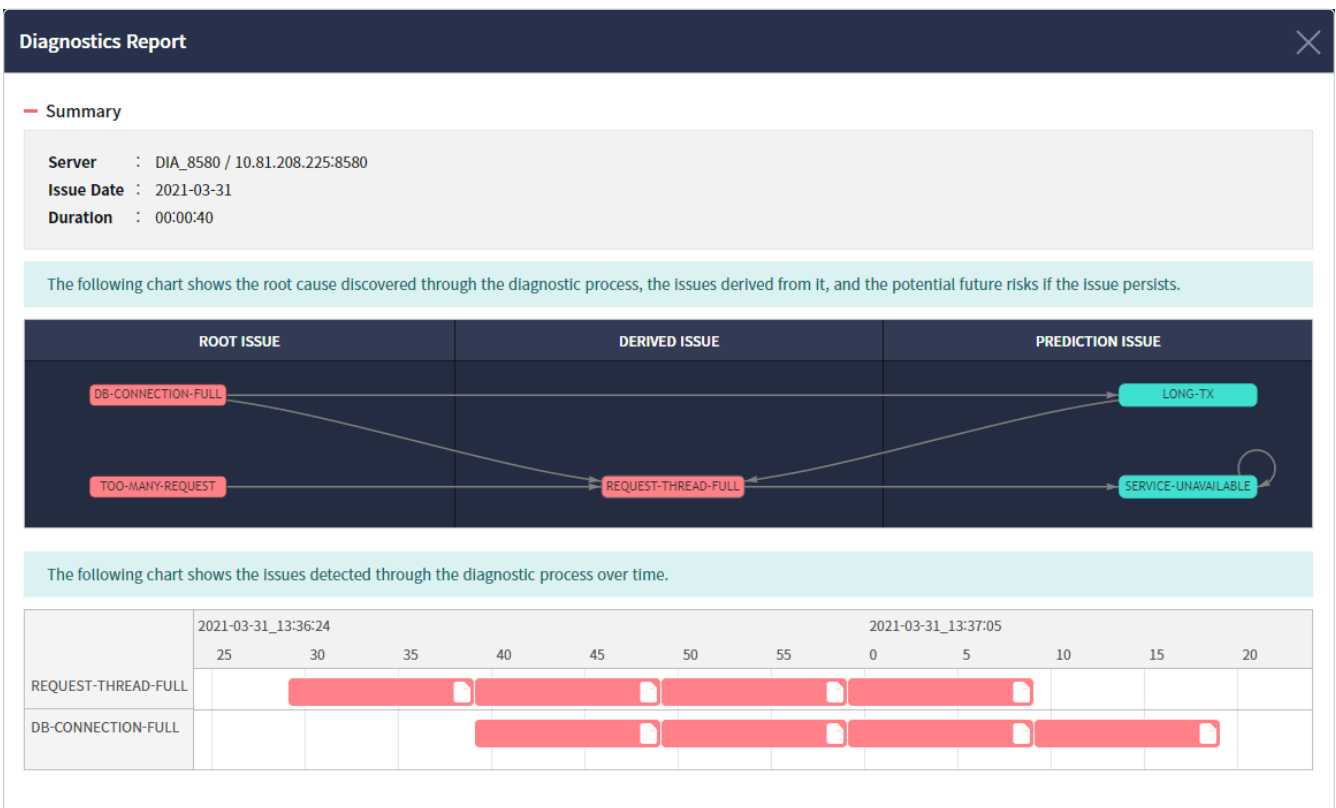 Diagnostics Report
Summary
Server : DIA_8580 / 10.81.208.225:8580
Issue Date : 2021-03-31
Duration : 00:00:40
The following chart shows the root cause discovered through the diagnostic process, the issues derived from it, and the potential future risks if the issue persists.
ROOT ISSUE DERIVED ISSUE PREDICTION ISSUE
DB-CONNECTION-FULL LONG-TX
TOO-MANY-REQUEST REQUEST-THREAD-FULL SERVICE-UNAVAILABLE
The following chart shows the issues detected through the diagnostic process over time.
2021-03-31_13:36:24 2021-03-31_13:37:05
25 30 35 40 45 50 55 0 5 10 15 20
REQUEST-THREAD-FULL
DB-CONNECTION-FULL